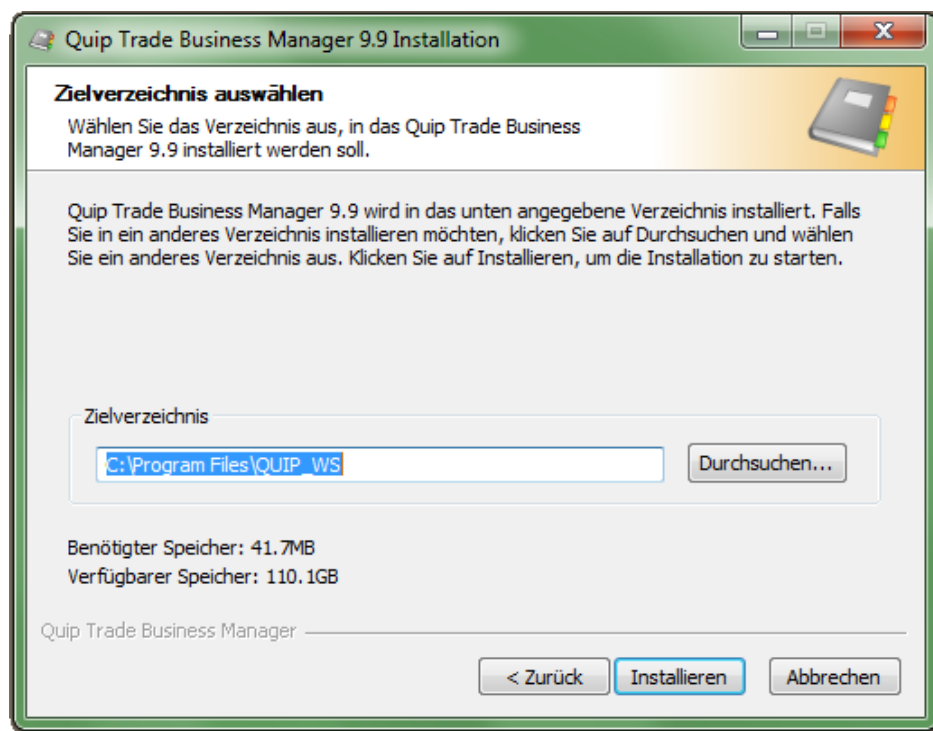 Quip Trade Business Manager 9.9 Installation
Zielverzeichnis auswählen
Wählen Sie das Verzeichnis aus, in das Quip Trade Business
Manager 9.9 installiert werden soll.
Quip Trade Business Manager 9.9 wird in das unten angegebene Verzeichnis installiert. Falls
Sie in ein anderes Verzeichnis installieren möchten, klicken Sie auf Durchsuchen und wählen
Sie ein anderes Verzeichnis aus. Klicken Sie auf Installieren, um die Installation zu starten.
Zielverzeichnis
C:\Program Files\QUIP_WS
Durchsuchen...
Benötigter Speicher: 41.7MB
Verfügbarer Speicher: 110.1GB
Quip Trade Business Manager
< Zurück
Installieren
Abbrechen